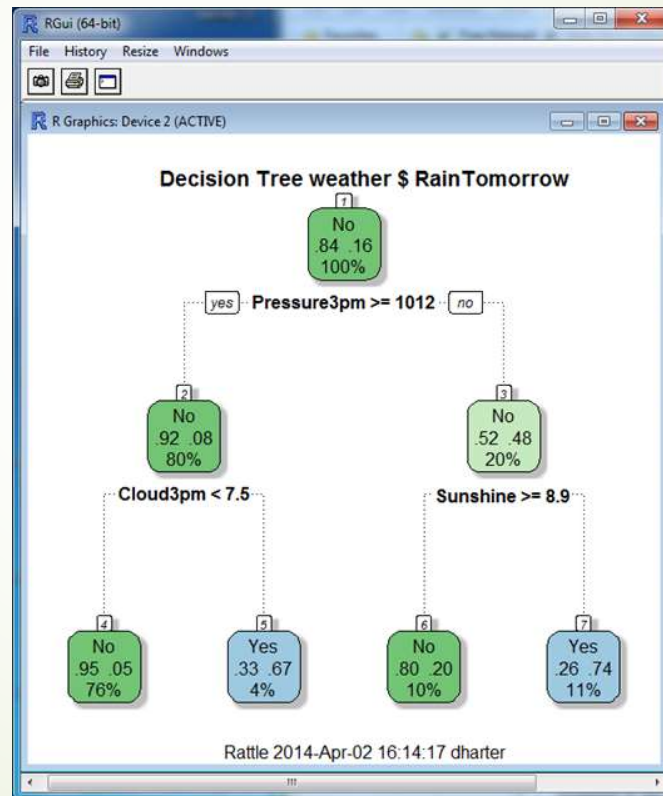 RGui (64-bit)
File History Resize Windows
R Graphics: Device 2 (ACTIVE)
Decision Tree weather $ RainTomorrow
1
No
.84 .16
100%
yes Pressure3pm >= 1012 no
2
No
.92 .08
80%
3
No
.52 .48
20%
Cloud3pm < 7.5
Sunshine >= 8.9
4
No
.95 .05
76%
5
Yes
.33 .67
4%
6
No
.80 .20
10%
7
Yes
.26 .74
11%
Rattle 2014-Apr-02 16:14:17 dharter